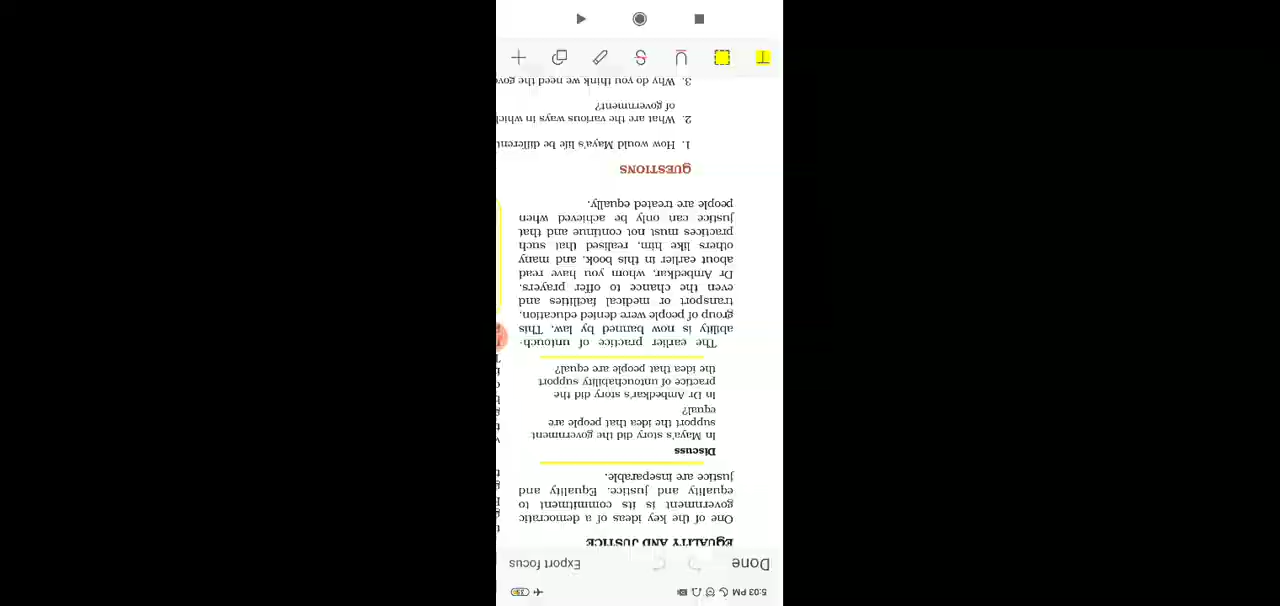 5:03 PM
Done
Export focus
EQUALITY AND JUSTICE
One of the key ideas of a democratic
government is its commitment to
equality and justice. Equality and
justice are inseparable.
Discuss
In Maya's story did the government
support the idea that people are
equal?
In Dr Ambedkar's story did the
practice of untouchability support
the idea that people are equal?
The earlier practice of untouch-
ability is now banned by law. This
group of people were denied education,
transport or medical facilities and
even the chance to offer prayers.
Dr Ambedkar, whom you have read
about earlier in this book, and many
others like him, realised that such
practices must not continue and that
justice can only be achieved when
people are treated equally.
QUESTIONS
1. How would Maya's life be different
2. What are the various ways in which
of government?
3. Why do you think we need the gove